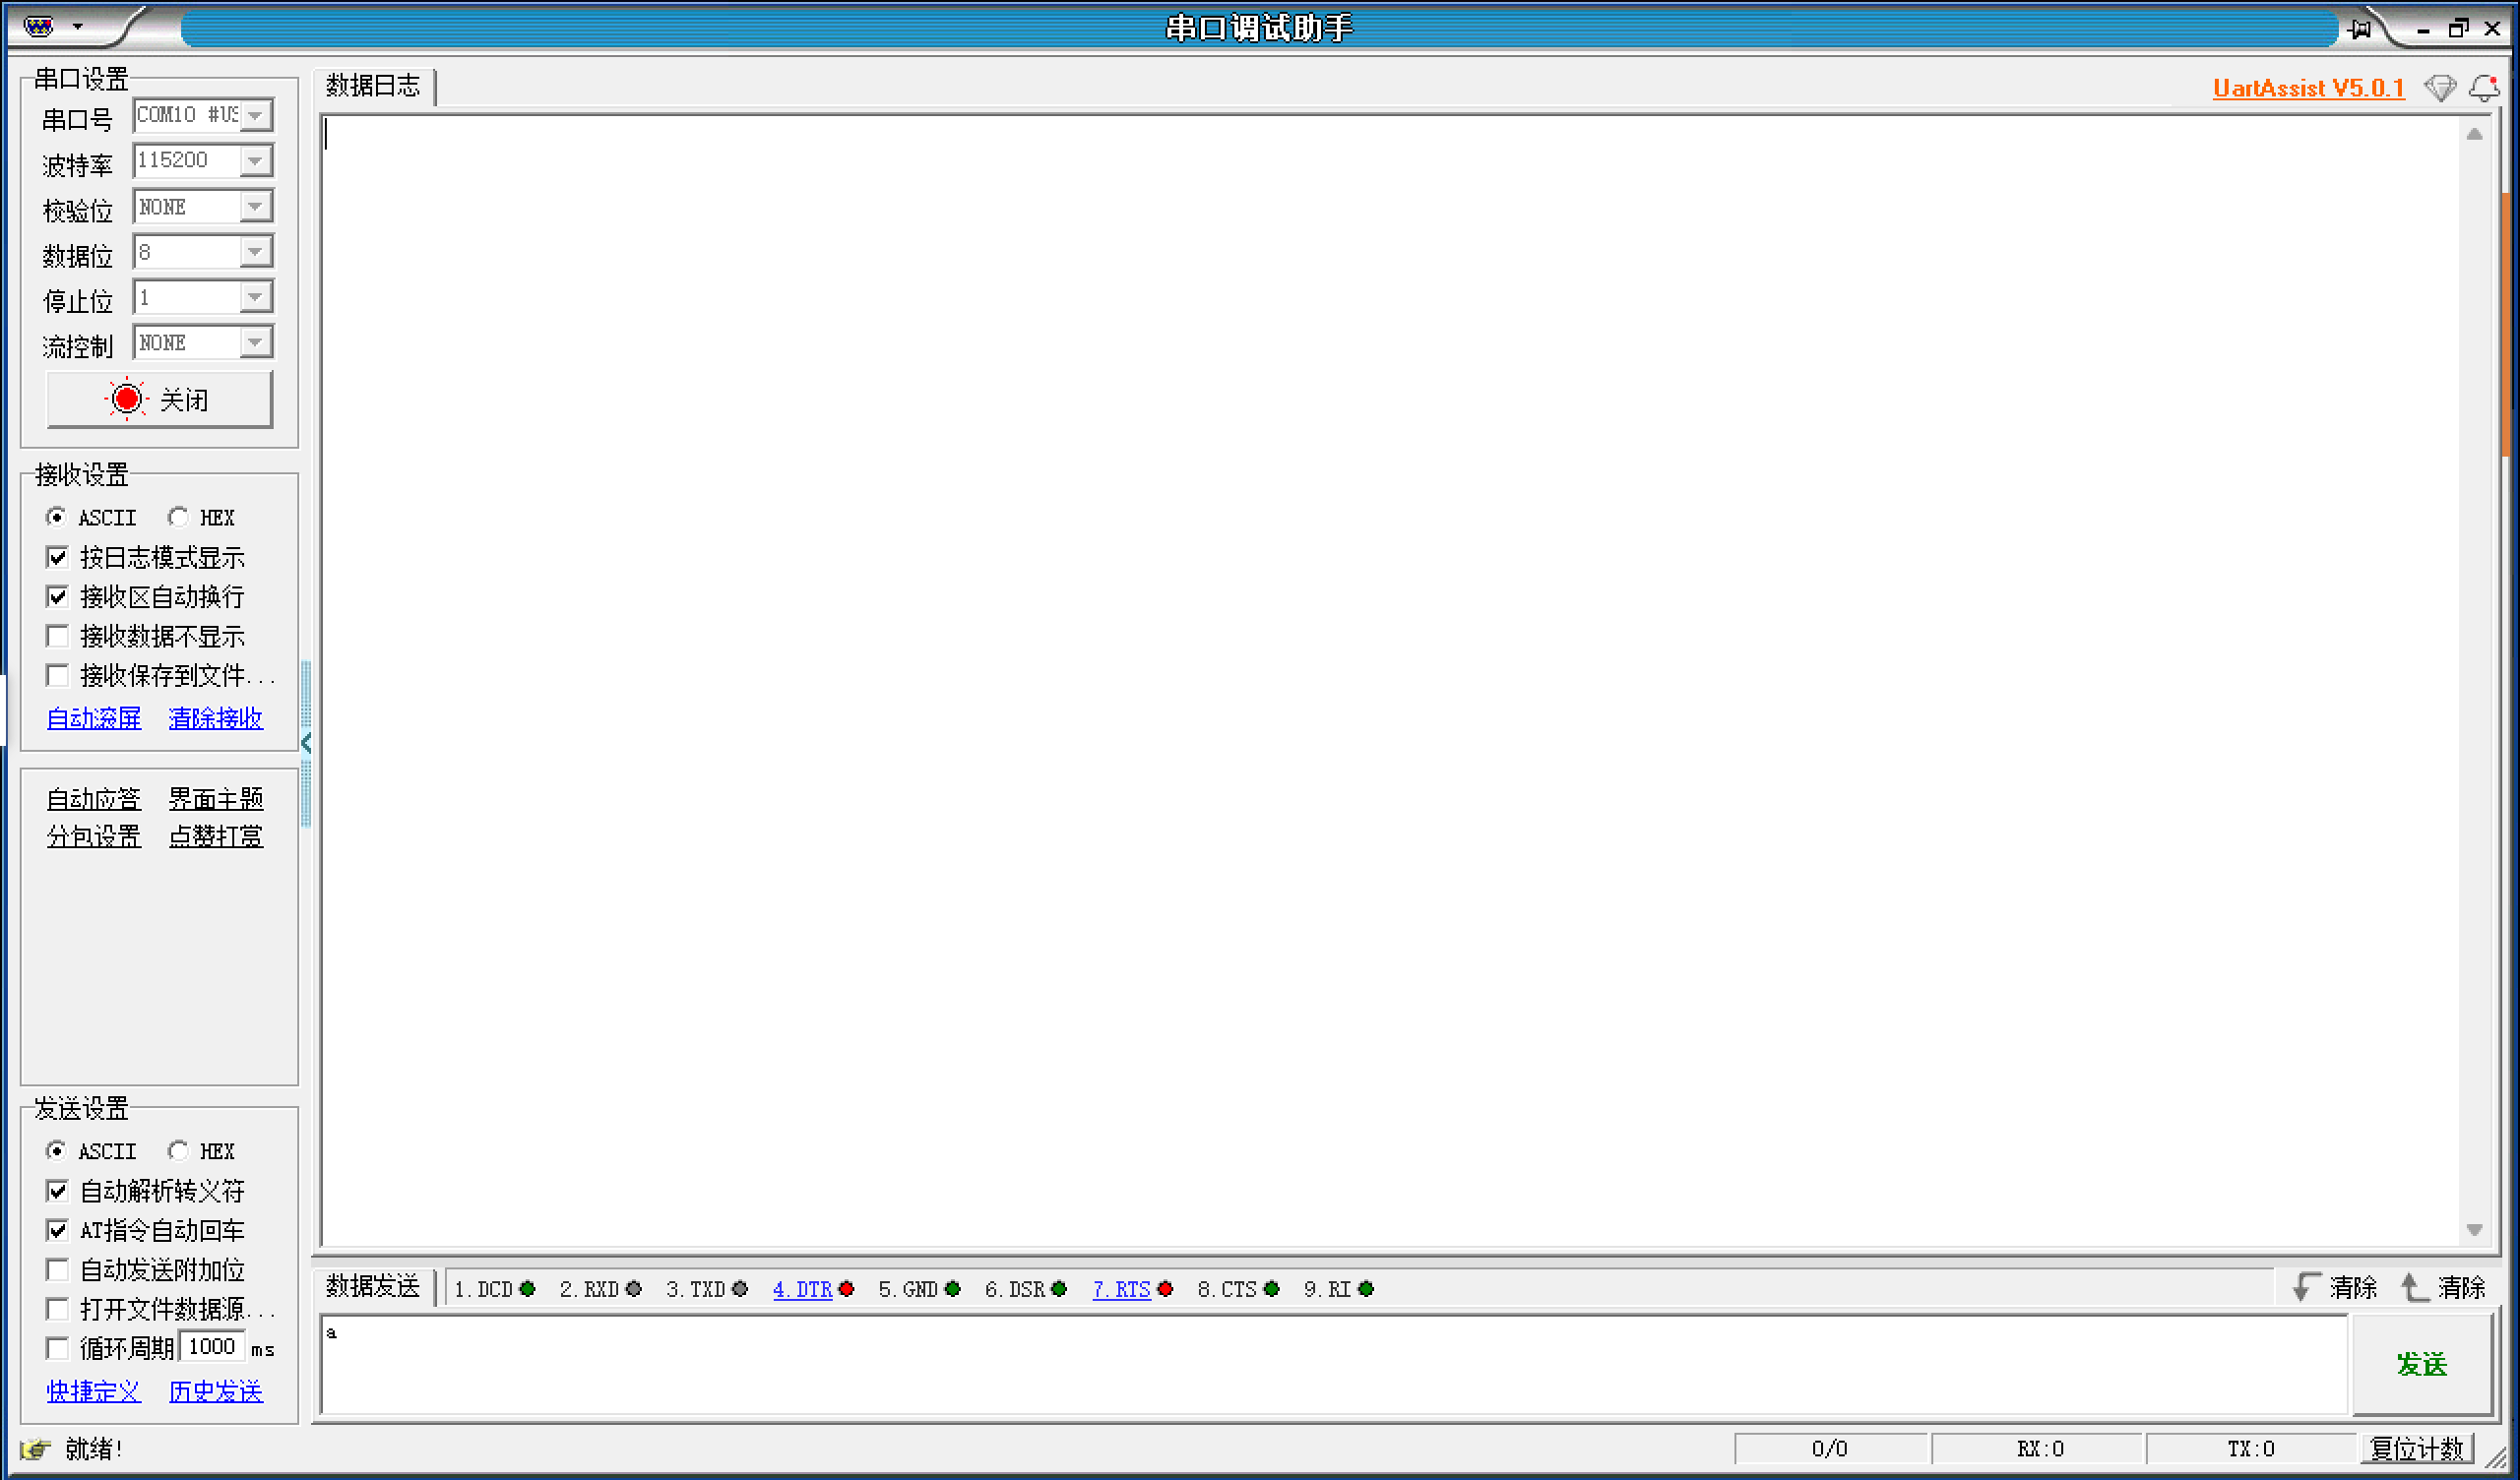 串口调试助手
串口设置
串口号 COM10 #US
波特率 115200
校验位 NONE
数据位 8
停止位 1
流控制 NONE
关闭
接收设置
ASCII HEX
按日志模式显示
接收区自动换行
接收数据不显示
接收保存到文件...
自动滚屏 清除接收
自动应答 界面主题
分包设置 点赞打赏
发送设置
ASCII HEX
自动解析转义符
AT指令自动回车
自动发送附加位
打开文件数据源...
循环周期 1000 ms
快捷定义 历史发送
数据日志
UartAssist V5.0.1
数据发送 1.DCD 2.RXD 3.TXD 4.DTR 5.GND 6.DSR 7.RTS 8.CTS 9.RI 清除 清除
a
发送
就绪! 0/0 RX:0 TX:0 复位计数